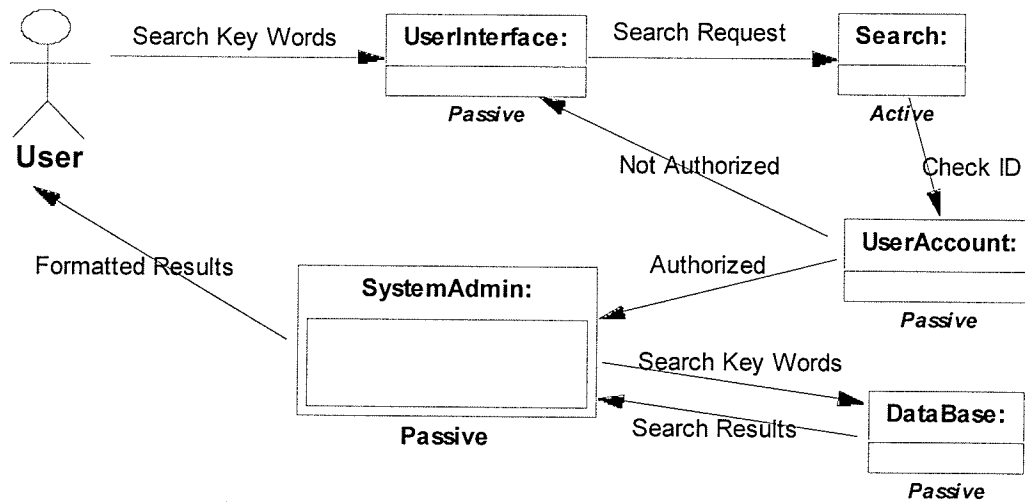 Search Key Words
UserInterface:
Passive
Search Request
Search:
Active
User
Not Authorized
Check ID
UserAccount:
Passive
Authorized
Formatted Results
SystemAdmin:
Passive
Search Key Words
Search Results
DataBase:
Passive